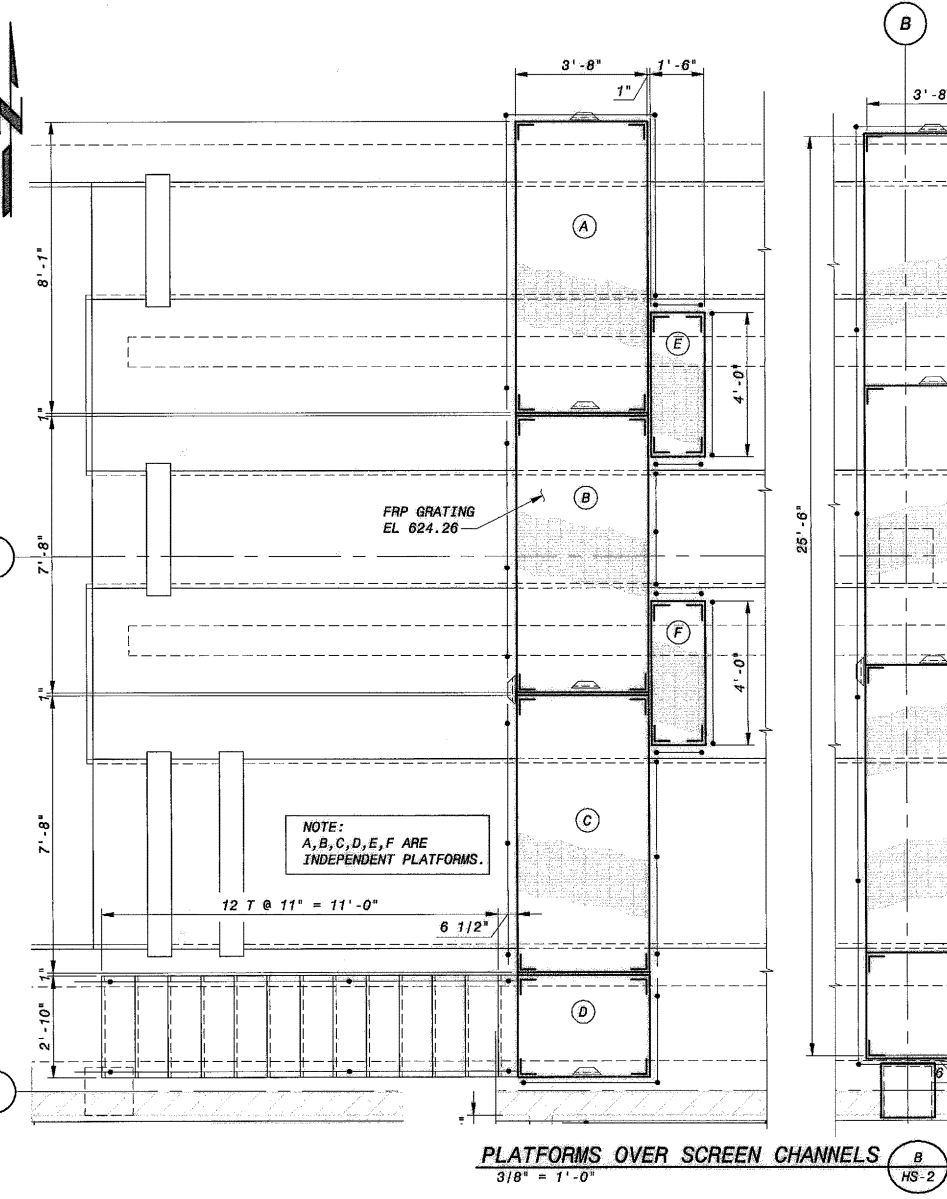 B
3'-8"
1'-6"
1"
3'-8
8'-1"
A
E
4'-0"
1"
FRP GRATING
EL 624.26
B
7'-8"
25'-6"
F
4'-0"
1"
7'-8"
C
NOTE:
A,B,C,D,E,F ARE
INDEPENDENT PLATFORMS.
12 T @ 11" = 11'-0"
6 1/2"
1"
2'-10"
D
6
PLATFORMS OVER SCREEN CHANNELS
3/8" = 1'-0"
B
HS-2